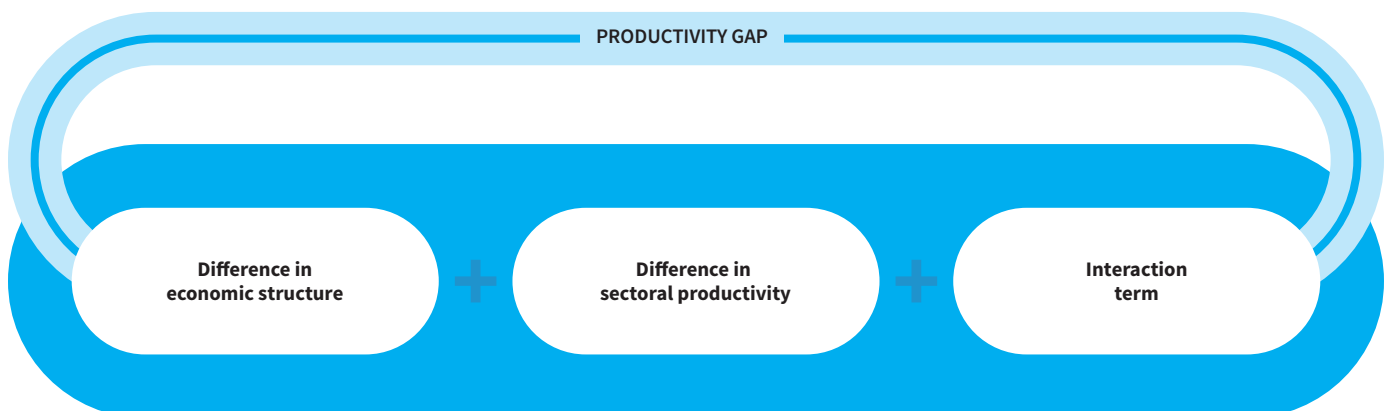 PRODUCTIVITY GAP
Difference in
economic structure
+
Difference in
sectoral productivity
+
Interaction
term